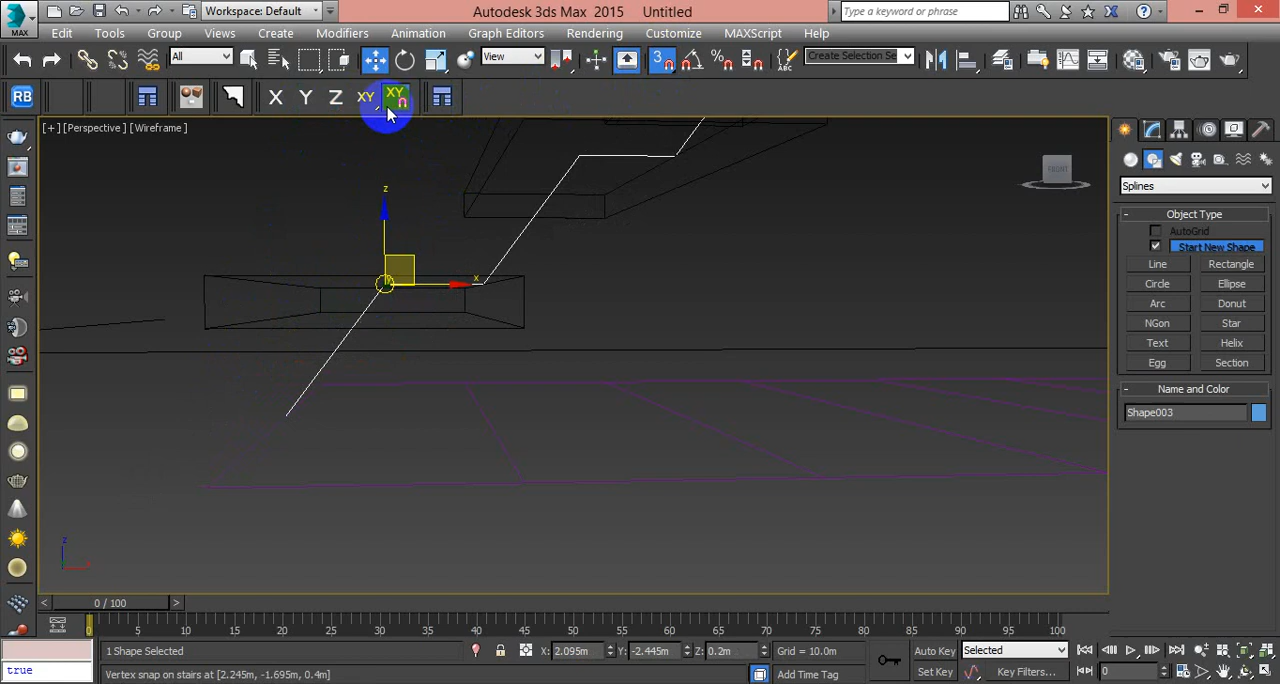 MAX
Workspace: Default
Autodesk 3ds Max 2015
Untitled
Type a keyword or phrase
Edit Tools Group Views Create Modifiers Animation Graph Editors Rendering Customize MAXScript Help
All
View
3
Create Selection Se
RB
X
Y
Z
XY
XY
[+] [Perspective] [Wireframe]
FRONT
z
x
z
Splines
Object Type
AutoGrid
Start New Shape
Line Rectangle
Circle Ellipse
Arc Donut
NGon Star
Text Helix
Egg Section
Name and Color
Shape003
< 0 / 100 >
0 5 10 15 20 25 30 35 40 45 50 55 60 65 70 75 80 85 90 95 100
1 Shape Selected
X: 2.095m
Y: -2.445m
Z: 0.2m
Grid = 10.0m
Auto Key
Selected
true
Vertex snap on stairs at [2.245m, -1.695m, 0.4m]
Add Time Tag
Set Key
Key Filters...
0